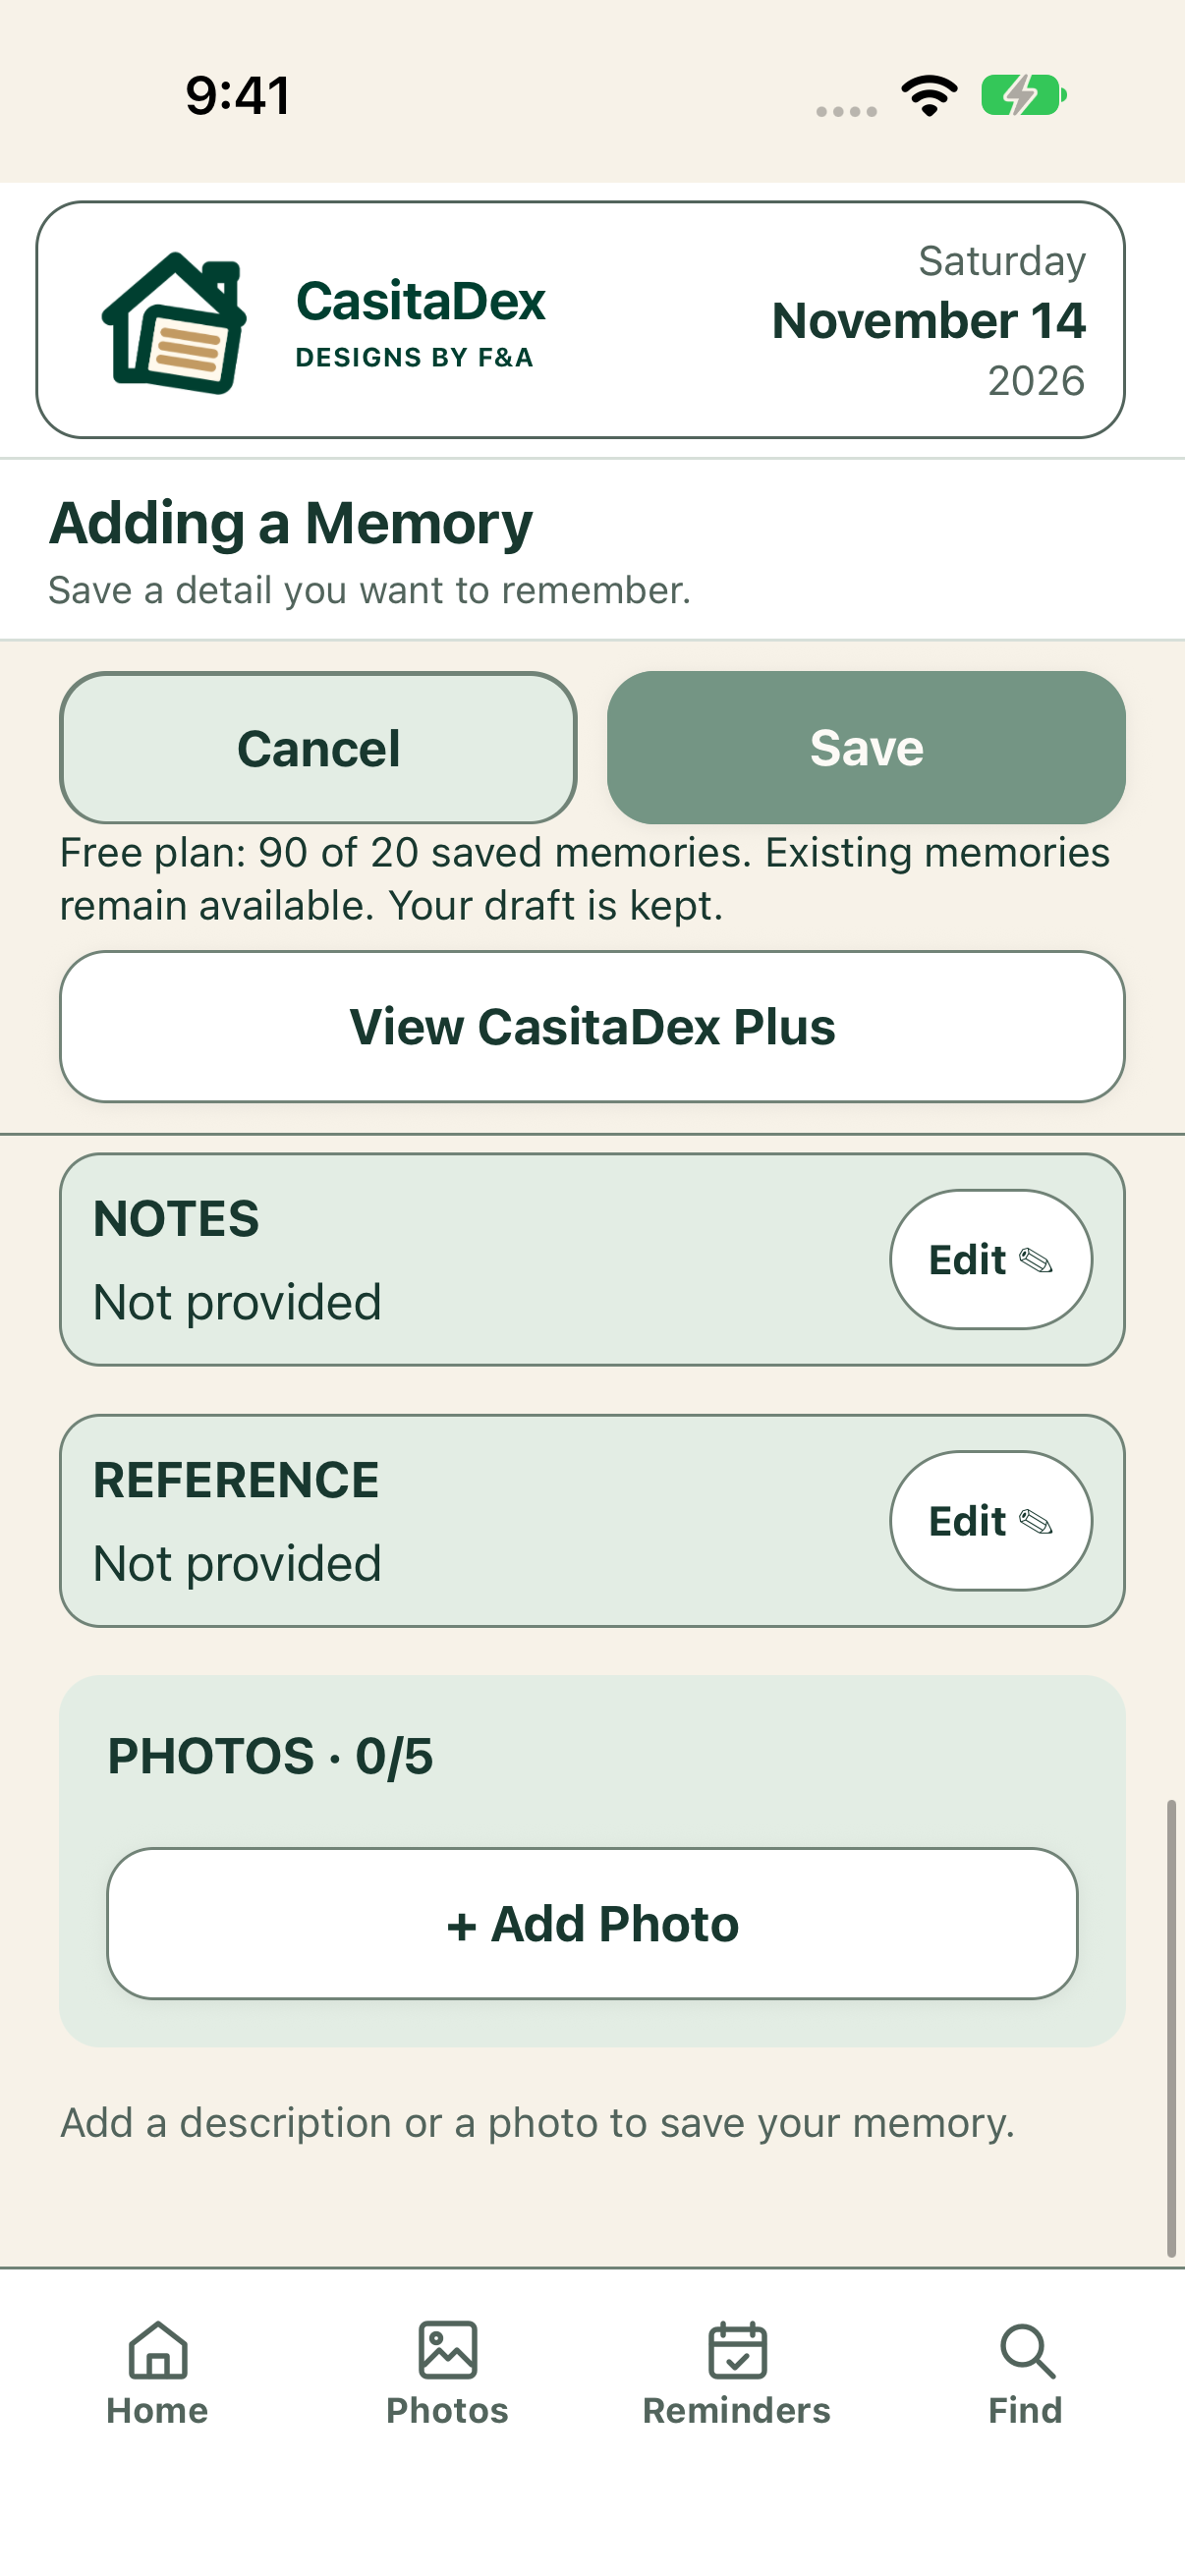 9:41
CasitaDex
DESIGNS BY F&A
Saturday
November 14
2026
Adding a Memory
Save a detail you want to remember.
Cancel
Save
Free plan: 90 of 20 saved memories. Existing memories
remain available. Your draft is kept.
View CasitaDex Plus
NOTES
Not provided
Edit ✎
REFERENCE
Not provided
Edit ✎
PHOTOS · 0/5
+ Add Photo
Add a description or a photo to save your memory.
Home
Photos
Reminders
Find